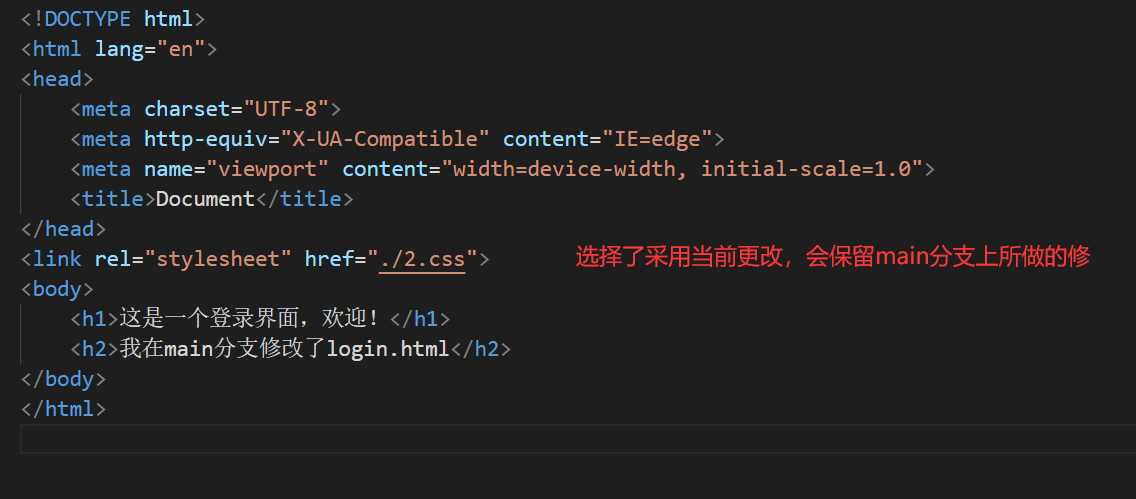 <!DOCTYPE html>
<html lang="en">
<head>
    <meta charset="UTF-8">
    <meta http-equiv="X-UA-Compatible" content="IE=edge">
    <meta name="viewport" content="width=device-width, initial-scale=1.0">
    <title>Document</title>
</head>
<link rel="stylesheet" href="./2.css">
选择了采用当前更改，会保留main分支上所做的修
<body>
    <h1>这是一个登录界面，欢迎！</h1>
    <h2>我在main分支修改了login.html</h2>
</body>
</html>